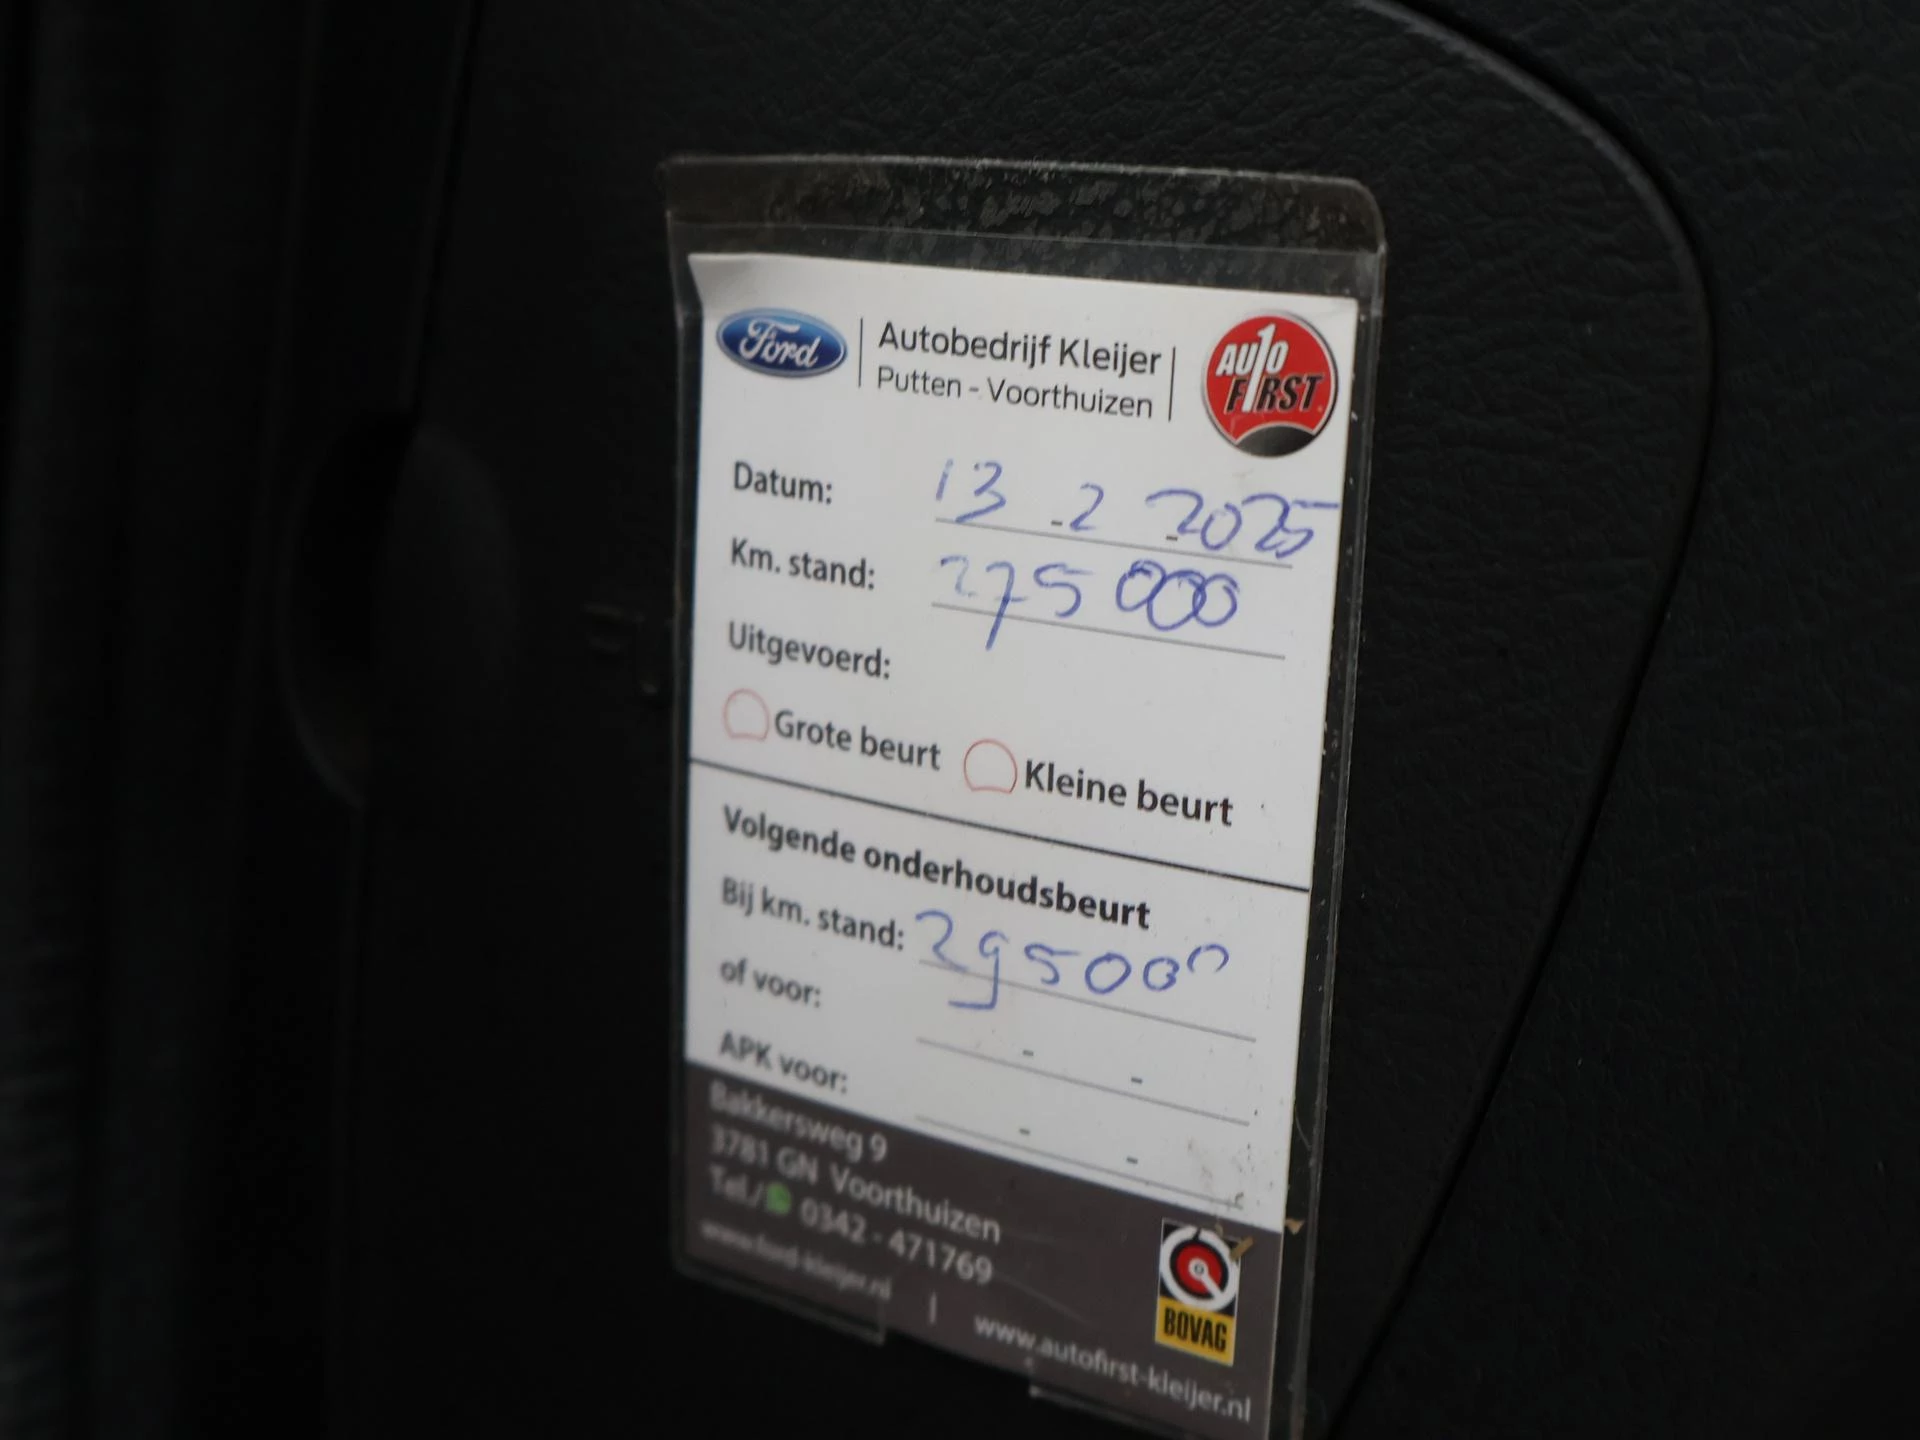 Ford
Autobedrijf Kleijer
Putten - Voorthuizen
AUTO
FIRST
Datum: 13 - 2 - 2025
Km. stand: 275 000
Uitgevoerd:
Grote beurt Kleine beurt
Volgende onderhoudsbeurt
Bij km. stand: 295000
of voor: - -
APK voor: - -
Bakkersweg 9
3781 GN Voorthuizen
Tel./ 0342 - 471769
www.ford-kleijer.nl | www.autofirst-kleijer.nl
BOVAG